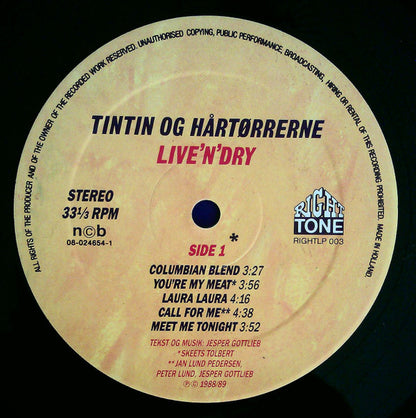 ALL RIGHTS OF THE PRODUCER AND OF THE OWNER OF THE RECORDED WORK RESERVED. UNAUTHORISED COPYING, PUBLIC PERFORMANCE, BROADCASTING, HIRING OR RENTAL OF THIS RECORDING PROHIBITED. MADE IN HOLLAND.
TINTIN OG HÅRTØRRERNE
LIVE'N'DRY
STEREO
33⅓ RPM
n©b
08-024654-1
RIGHT
TONE
RIGHTLP 003
SIDE 1 *
COLUMBIAN BLEND 3:27
YOU'RE MY MEAT* 3:56
LAURA LAURA 4:16
CALL FOR ME** 4:38
MEET ME TONIGHT 3:52
TEKST OG MUSIK: JESPER GOTTLIEB
*SKEETS TOLBERT
** JAN LUND PEDERSEN,
PETER LUND, JESPER GOTTLIEB
℗ © 1988/89